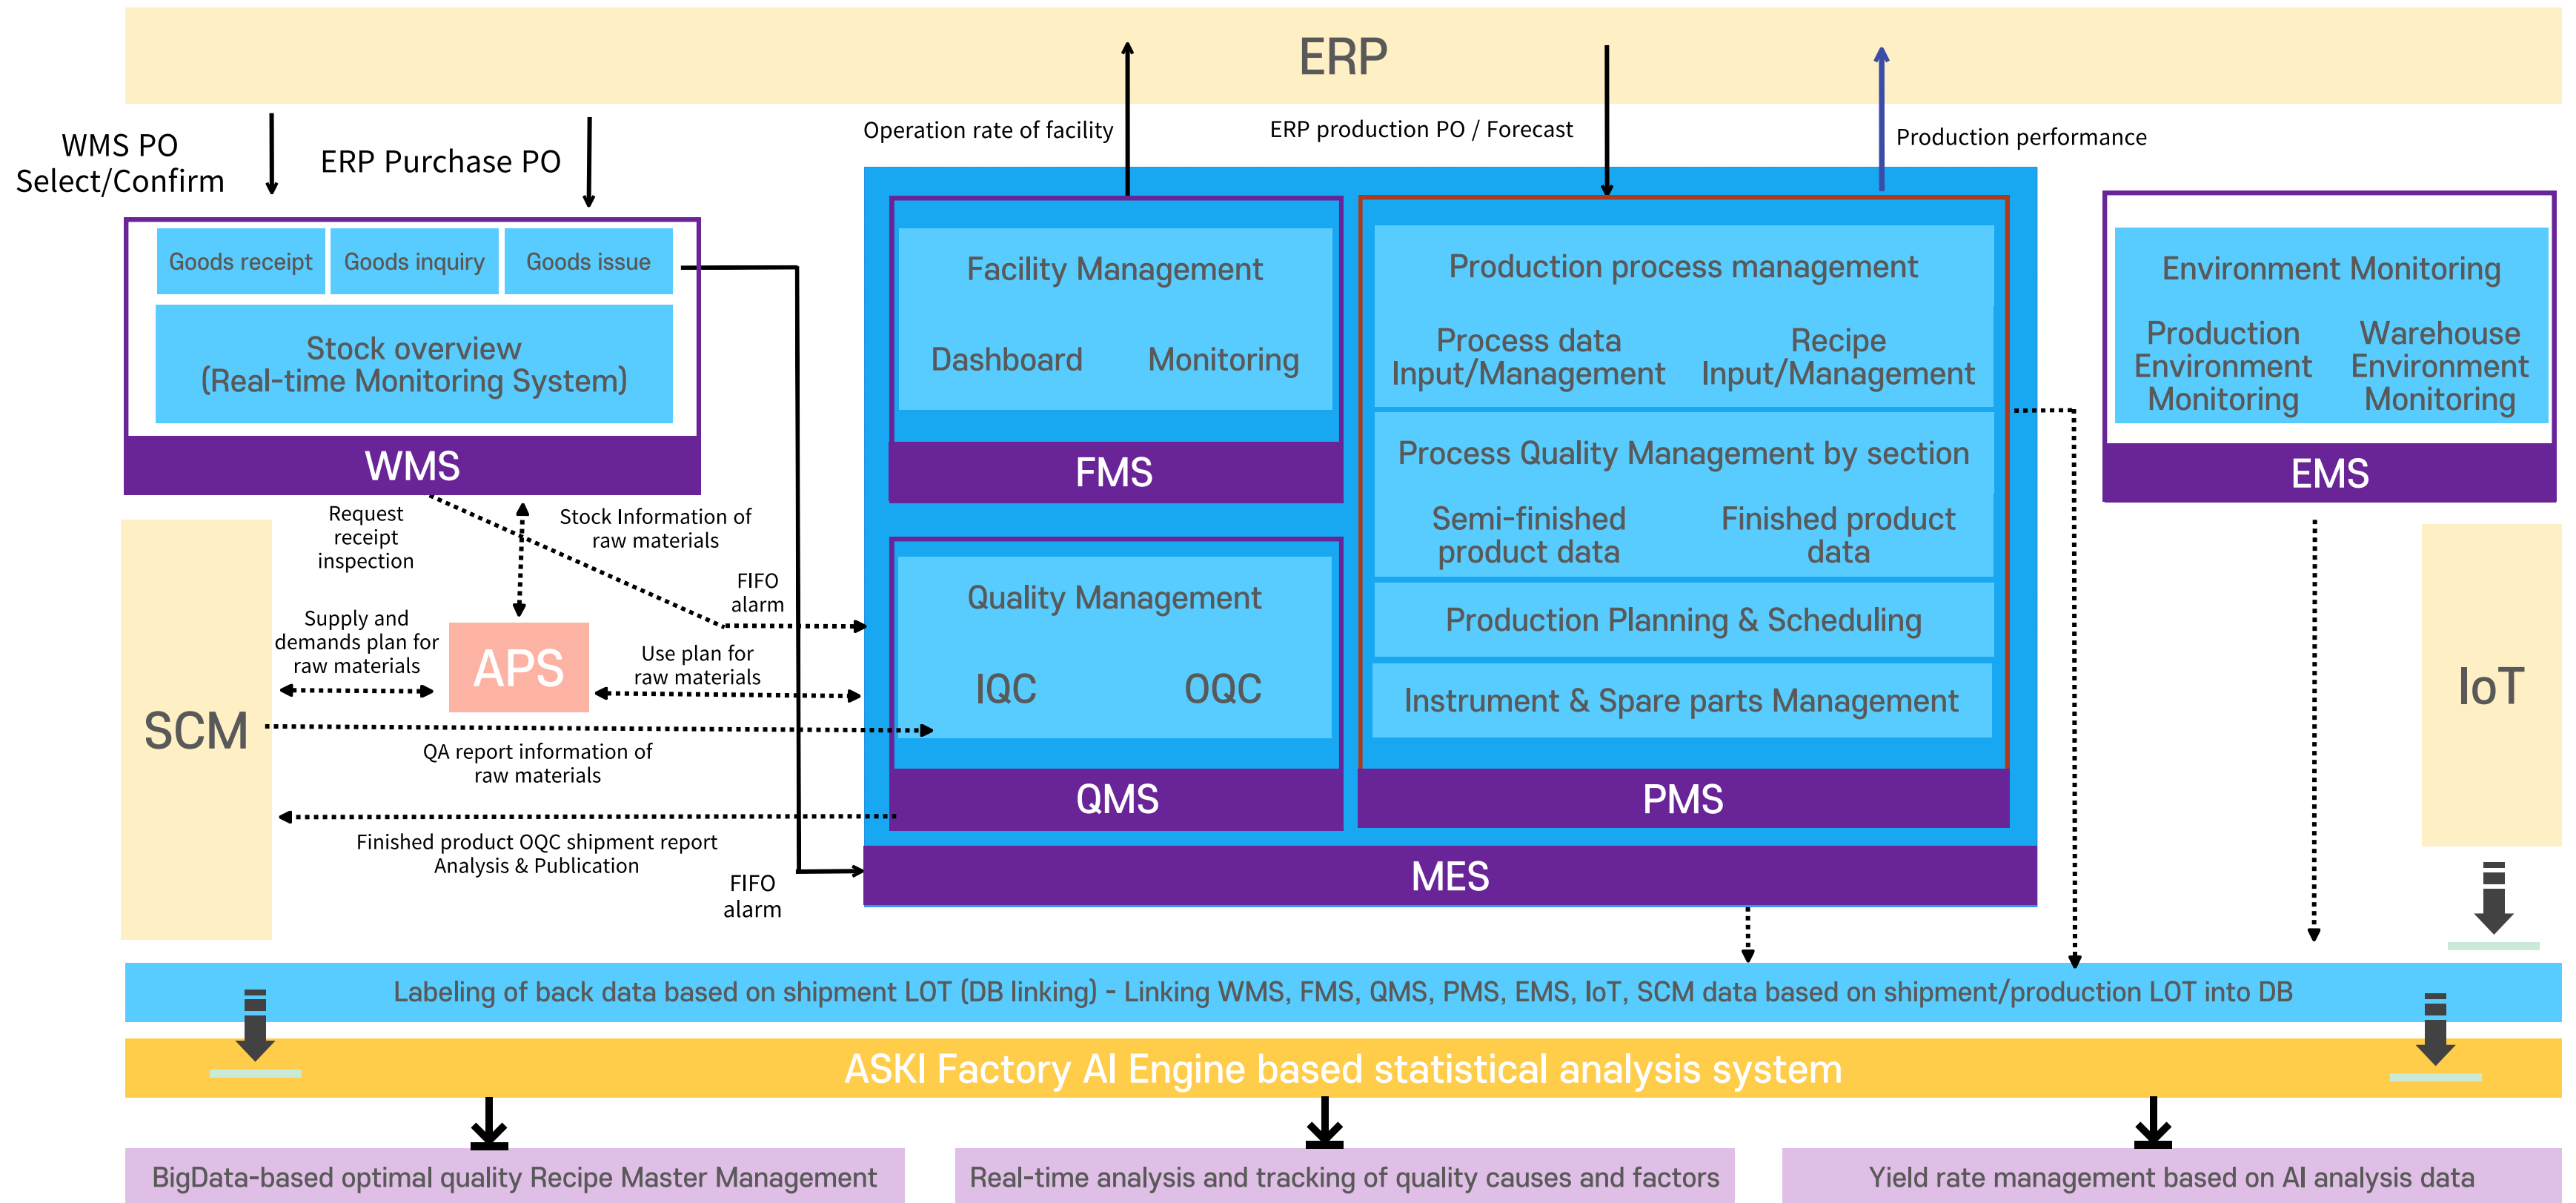 ERP
WMS PO
Select/Confirm
ERP Purchase PO
Operation rate of facility
ERP production PO / Forecast
Production performance
Goods receipt
Goods inquiry
Goods issue
Stock overview
(Real-time Monitoring System)
WMS
Facility Management
Dashboard
Monitoring
FMS
Production process management
Process data
Input/Management
Recipe
Input/Management
Process Quality Management by section
Semi-finished
product data
Finished product
data
Production Planning & Scheduling
Instrument & Spare parts Management
PMS
Environment Monitoring
Production
Environment
Monitoring
Warehouse
Environment
Monitoring
EMS
Request
receipt
inspection
Stock Information of
raw materials
FIFO
alarm
Supply and
demands plan for
raw materials
APS
Use plan for
raw materials
SCM
QA report information of
raw materials
Finished product OQC shipment report
Analysis & Publication
FIFO
alarm
Quality Management
IQC
OQC
QMS
MES
IoT
Labeling of back data based on shipment LOT (DB linking) - Linking WMS, FMS, QMS, PMS, EMS, IoT, SCM data based on shipment/production LOT into DB
ASKI Factory AI Engine based statistical analysis system
BigData-based optimal quality Recipe Master Management
Real-time analysis and tracking of quality causes and factors
Yield rate management based on AI analysis data